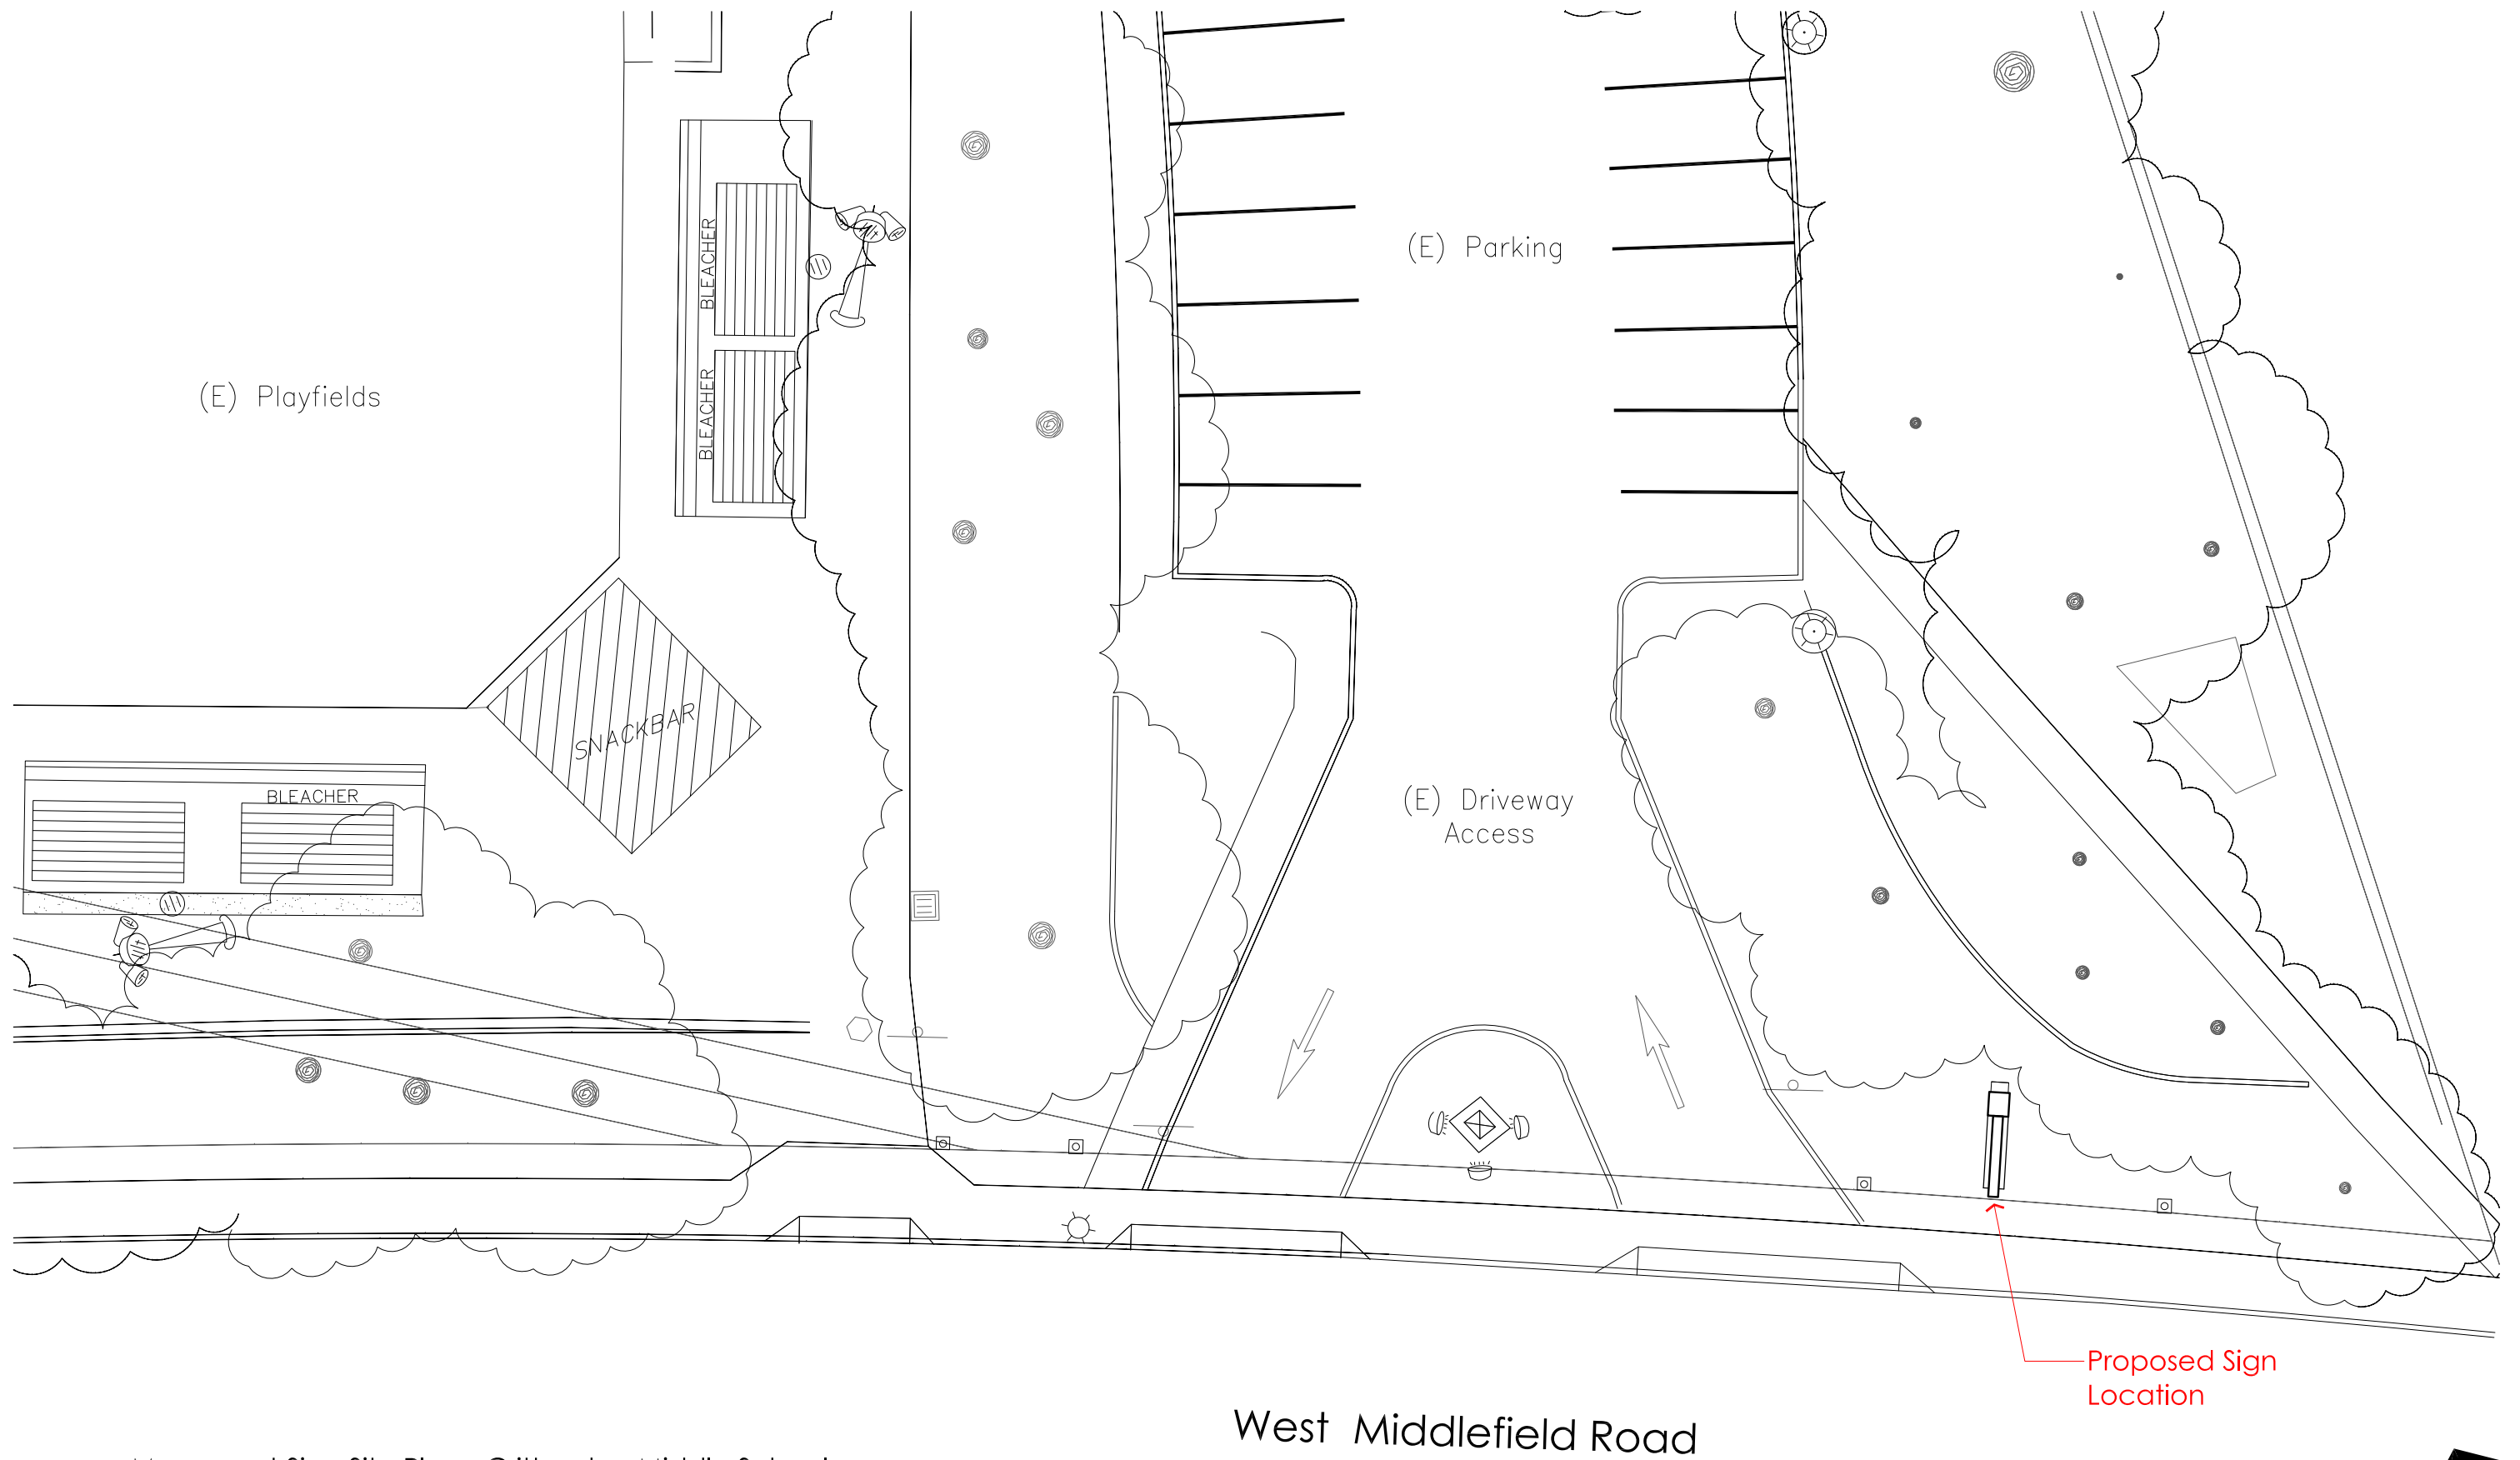 (E) Parking
BLEACHER
BLEACHER
(E) Playfields
SNACKBAR
BLEACHER
(E) Driveway
Access
Proposed Sign
Location
West Middlefield Road